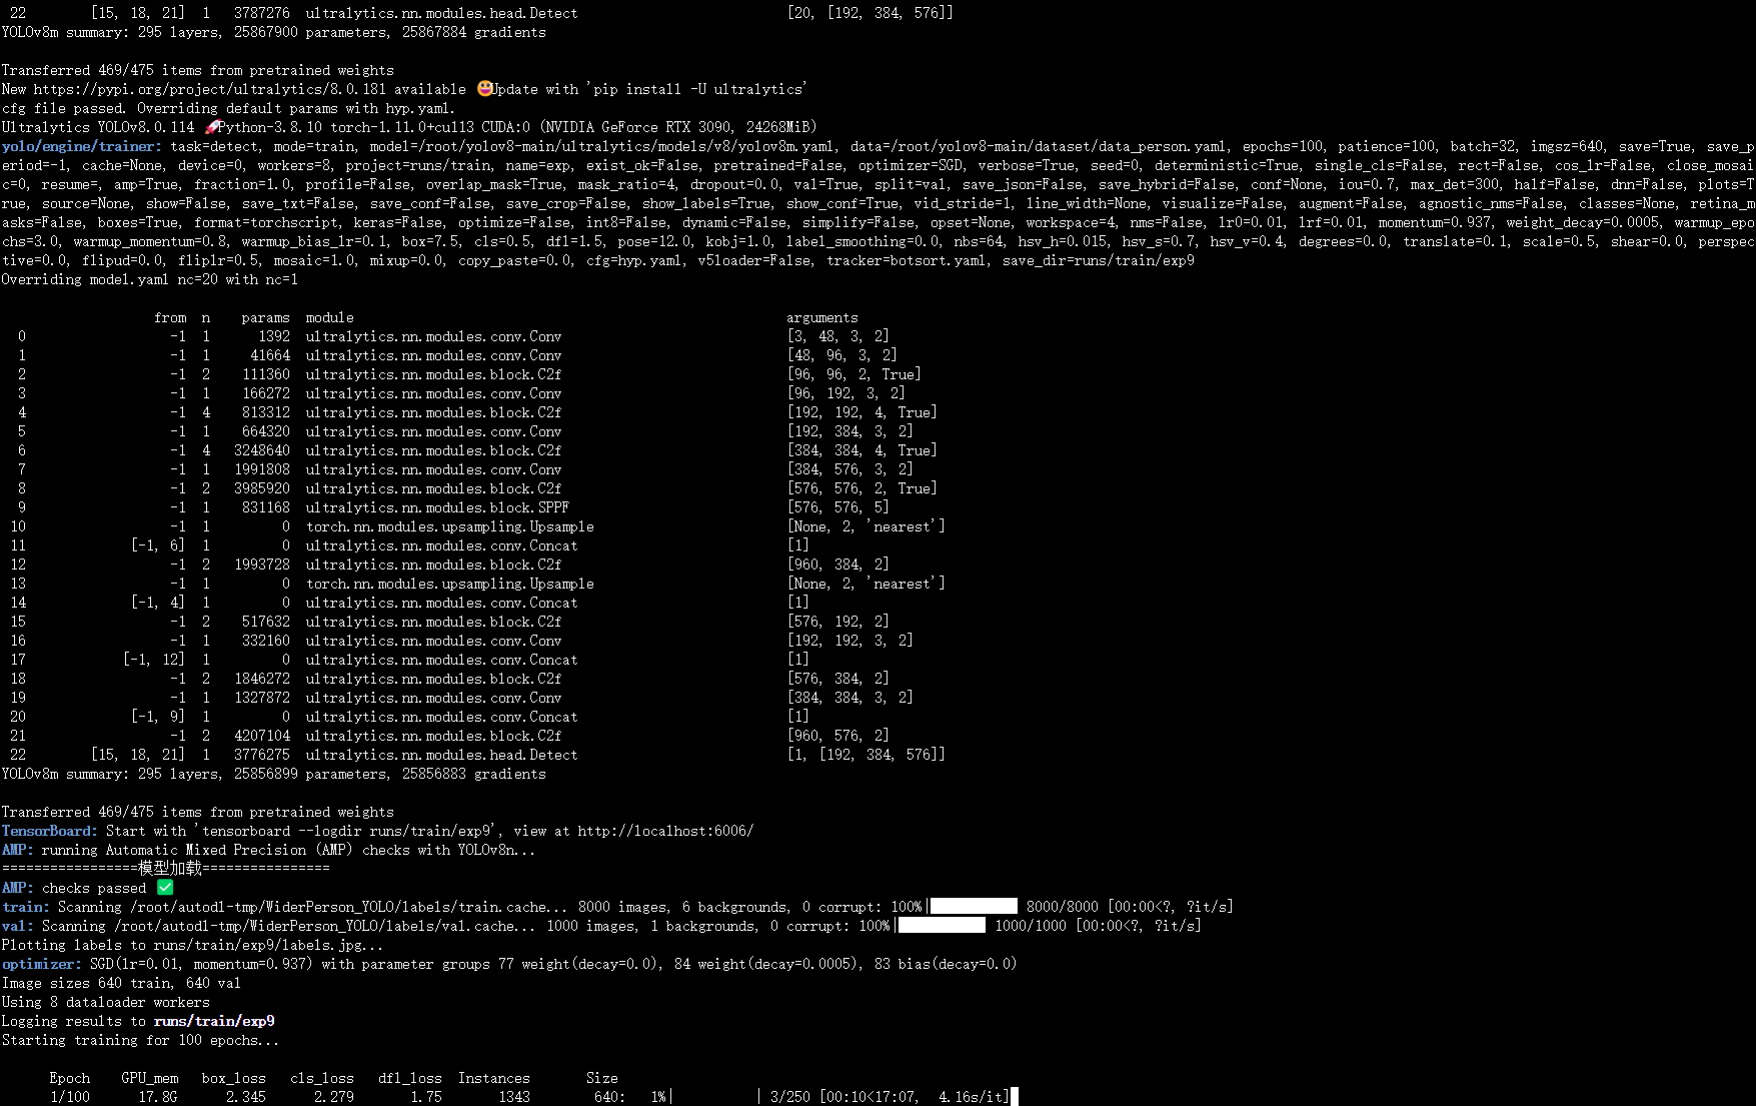 22 [15, 18, 21] 1 3787276 ultralytics.nn.modules.head.Detect [20, [192, 384, 576]]
YOLOv8m summary: 295 layers, 25867900 parameters, 25867884 gradients
Transferred 469/475 items from pretrained weights
New https://pypi.org/project/ultralytics/8.0.181 available 😃Update with 'pip install -U ultralytics'
cfg file passed. Overriding default params with hyp.yaml.
Ultralytics YOLOv8.0.114 🚀Python-3.8.10 torch-1.11.0+cu113 CUDA:0 (NVIDIA GeForce RTX 3090, 24268MiB)
yolo/engine/trainer: task=detect, mode=train, model=/root/yolov8-main/ultralytics/models/v8/yolov8m.yaml, data=/root/yolov8-main/dataset/data_person.yaml, epochs=100, patience=100, batch=32, imgsz=640, save=True, save_p
eriod=-1, cache=None, device=0, workers=8, project=runs/train, name=exp, exist_ok=False, pretrained=False, optimizer=SGD, verbose=True, seed=0, deterministic=True, single_cls=False, rect=False, cos_lr=False, close_mosai
c=0, resume=, amp=True, fraction=1.0, profile=False, overlap_mask=True, mask_ratio=4, dropout=0.0, val=True, split=val, save_json=False, save_hybrid=False, conf=None, iou=0.7, max_det=300, half=False, dnn=False, plots=T
rue, source=None, show=False, save_txt=False, save_conf=False, save_crop=False, show_labels=True, show_conf=True, vid_stride=1, line_width=None, visualize=False, augment=False, agnostic_nms=False, classes=None, retina_m
asks=False, boxes=True, format=torchscript, keras=False, optimize=False, int8=False, dynamic=False, simplify=False, opset=None, workspace=4, nms=False, lr0=0.01, lrf=0.01, momentum=0.937, weight_decay=0.0005, warmup_epo
chs=3.0, warmup_momentum=0.8, warmup_bias_lr=0.1, box=7.5, cls=0.5, dfl=1.5, pose=12.0, kobj=1.0, label_smoothing=0.0, nbs=64, hsv_h=0.015, hsv_s=0.7, hsv_v=0.4, degrees=0.0, translate=0.1, scale=0.5, shear=0.0, perspec
tive=0.0, flipud=0.0, fliplr=0.5, mosaic=1.0, mixup=0.0, copy_paste=0.0, cfg=hyp.yaml, v5loader=False, tracker=botsort.yaml, save_dir=runs/train/exp9
Overriding model.yaml nc=20 with nc=1
from n params module arguments
0 -1 1 1392 ultralytics.nn.modules.conv.Conv [3, 48, 3, 2]
1 -1 1 41664 ultralytics.nn.modules.conv.Conv [48, 96, 3, 2]
2 -1 2 111360 ultralytics.nn.modules.block.C2f [96, 96, 2, True]
3 -1 1 166272 ultralytics.nn.modules.conv.Conv [96, 192, 3, 2]
4 -1 4 813312 ultralytics.nn.modules.block.C2f [192, 192, 4, True]
5 -1 1 664320 ultralytics.nn.modules.conv.Conv [192, 384, 3, 2]
6 -1 4 3248640 ultralytics.nn.modules.block.C2f [384, 384, 4, True]
7 -1 1 1991808 ultralytics.nn.modules.conv.Conv [384, 576, 3, 2]
8 -1 2 3985920 ultralytics.nn.modules.block.C2f [576, 576, 2, True]
9 -1 1 831168 ultralytics.nn.modules.block.SPPF [576, 576, 5]
10 -1 1 0 torch.nn.modules.upsampling.Upsample [None, 2, 'nearest']
11 [-1, 6] 1 0 ultralytics.nn.modules.conv.Concat [1]
12 -1 2 1993728 ultralytics.nn.modules.block.C2f [960, 384, 2]
13 -1 1 0 torch.nn.modules.upsampling.Upsample [None, 2, 'nearest']
14 [-1, 4] 1 0 ultralytics.nn.modules.conv.Concat [1]
15 -1 2 517632 ultralytics.nn.modules.block.C2f [576, 192, 2]
16 -1 1 332160 ultralytics.nn.modules.conv.Conv [192, 192, 3, 2]
17 [-1, 12] 1 0 ultralytics.nn.modules.conv.Concat [1]
18 -1 2 1846272 ultralytics.nn.modules.block.C2f [576, 384, 2]
19 -1 1 1327872 ultralytics.nn.modules.conv.Conv [384, 384, 3, 2]
20 [-1, 9] 1 0 ultralytics.nn.modules.conv.Concat [1]
21 -1 2 4207104 ultralytics.nn.modules.block.C2f [960, 576, 2]
22 [15, 18, 21] 1 3776275 ultralytics.nn.modules.head.Detect [1, [192, 384, 576]]
YOLOv8m summary: 295 layers, 25856899 parameters, 25856883 gradients
Transferred 469/475 items from pretrained weights
TensorBoard: Start with 'tensorboard --logdir runs/train/exp9', view at http://localhost:6006/
AMP: running Automatic Mixed Precision (AMP) checks with YOLOv8n...
=================模型加载================
AMP: checks passed ✅
train: Scanning /root/autodl-tmp/WiderPerson_YOLO/labels/train.cache... 8000 images, 6 backgrounds, 0 corrupt: 100%|██████████| 8000/8000 [00:00<?, ?it/s]
val: Scanning /root/autodl-tmp/WiderPerson_YOLO/labels/val.cache... 1000 images, 1 backgrounds, 0 corrupt: 100%|██████████| 1000/1000 [00:00<?, ?it/s]
Plotting labels to runs/train/exp9/labels.jpg...
optimizer: SGD(lr=0.01, momentum=0.937) with parameter groups 77 weight(decay=0.0), 84 weight(decay=0.0005), 83 bias(decay=0.0)
Image sizes 640 train, 640 val
Using 8 dataloader workers
Logging results to runs/train/exp9
Starting training for 100 epochs...
Epoch GPU_mem box_loss cls_loss dfl_loss Instances Size
1/100 17.8G 2.345 2.279 1.75 1343 640: 1%| | 3/250 [00:10<17:07, 4.16s/it]